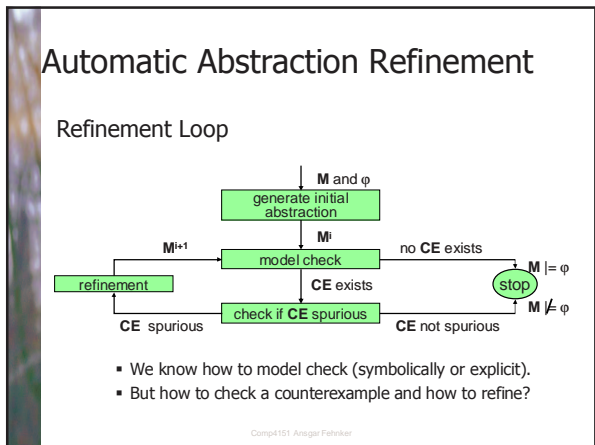 Automatic Abstraction Refinement
Refinement Loop
M and φ
generate initial
abstraction
Mⁱ
Mⁱ⁺¹
model check
no CE exists
M |= φ
refinement
CE exists
stop
M |≠ φ
check if CE spurious
CE spurious
CE not spurious
▪ We know how to model check (symbolically or explicit).
▪ But how to check a counterexample and how to refine?
Comp4151 Ansgar Fehnker